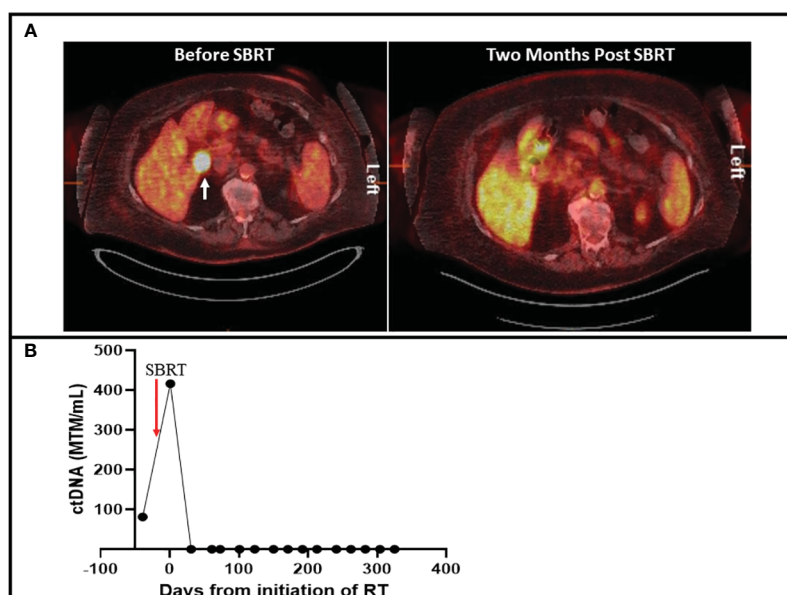 A
Before SBRT
Two Months Post SBRT
Left
Left
B
500
SBRT
400
300
200
100
ctDNA (MTM/mL)
-100
0
100
200
300
400
Days from initiation of RT